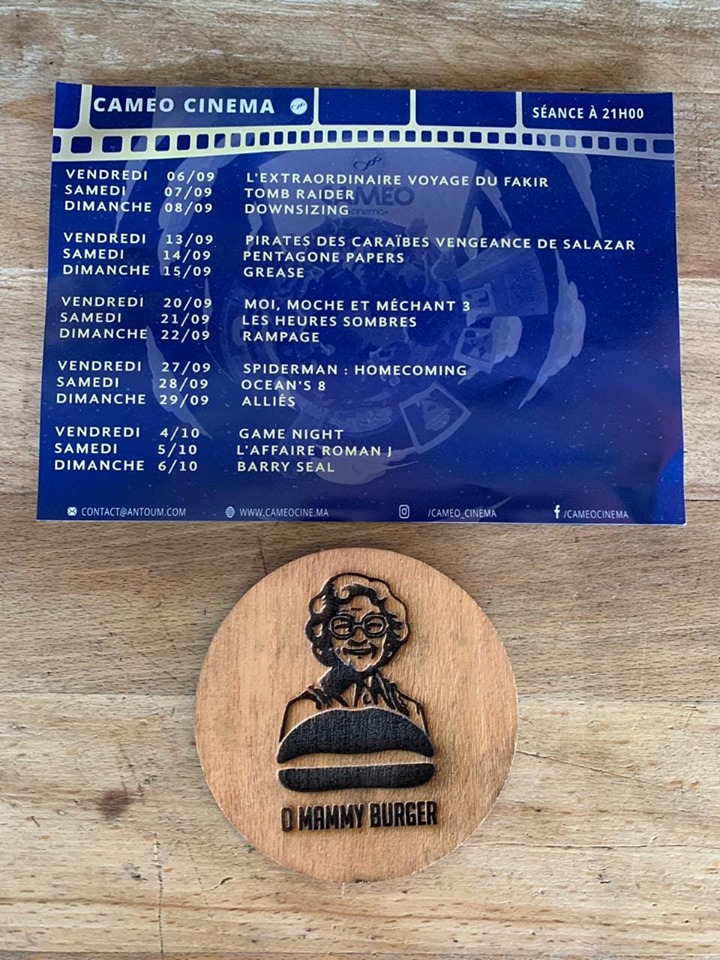 CAMEO CINEMA
SÉANCE À 21H00
CAMEO
cinema
VENDREDI 06/09 L'EXTRAORDINAIRE VOYAGE DU FAKIR
SAMEDI 07/09 TOMB RAIDER
DIMANCHE 08/09 DOWNSIZING
VENDREDI 13/09 PIRATES DES CARAÏBES VENGEANCE DE SALAZAR
SAMEDI 14/09 PENTAGONE PAPERS
DIMANCHE 15/09 GREASE
VENDREDI 20/09 MOI, MOCHE ET MÉCHANT 3
SAMEDI 21/09 LES HEURES SOMBRES
DIMANCHE 22/09 RAMPAGE
VENDREDI 27/09 SPIDERMAN : HOMECOMING
SAMEDI 28/09 OCEAN'S 8
DIMANCHE 29/09 ALLIÉS
VENDREDI 4/10 GAME NIGHT
SAMEDI 5/10 L'AFFAIRE ROMAN J
DIMANCHE 6/10 BARRY SEAL
CONTACT@ANTOUM.COM WWW.CAMEOCINE.MA /CAMEO_CINEMA /CAMEOCINEMA
O MAMMY BURGER